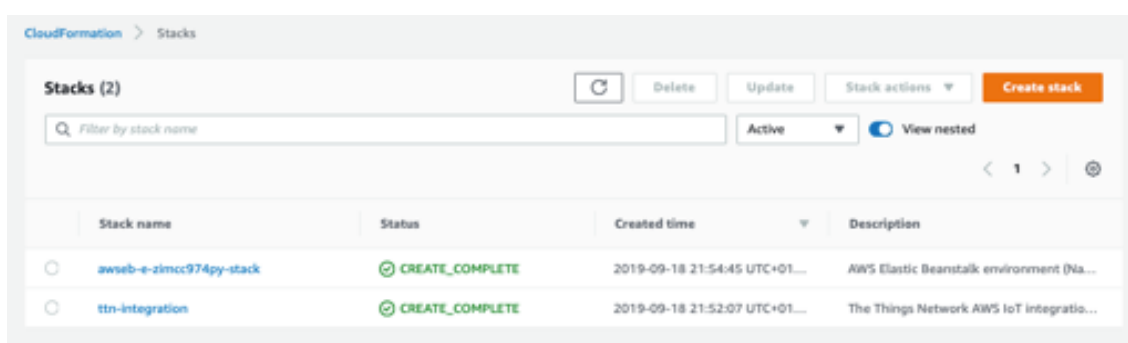 CloudFormation > Stacks
Stacks (2)
Delete Update Stack actions Create stack
Filter by stack name Active View nested
< 1 >
Stack name Status Created time Description
awseb-e-zimcc974py-stack CREATE_COMPLETE 2019-09-18 21:54:45 UTC+01... AWS Elastic Beanstalk environment (Na...
ttn-integration CREATE_COMPLETE 2019-09-18 21:52:07 UTC+01... The Things Network AWS IoT integratio...